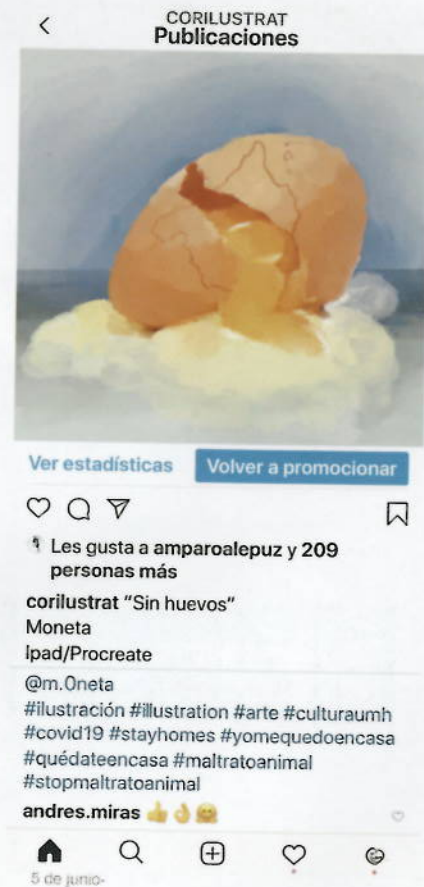 CORILUSTRAT
Publicaciones
Ver estadísticas
Volver a promocionar
Les gusta a amparoalepuz y 209
personas más
corilustrat "Sin huevos"
Moneta
Ipad/Procreate
@m.0neta
#ilustración #illustration #arte #culturaumh
#covid19 #stayhomes #yomequedoencasa
#quédateencasa #maltratoanimal
#stopmaltratoanimal
andres.miras 👍👌🤗
5 de junio-